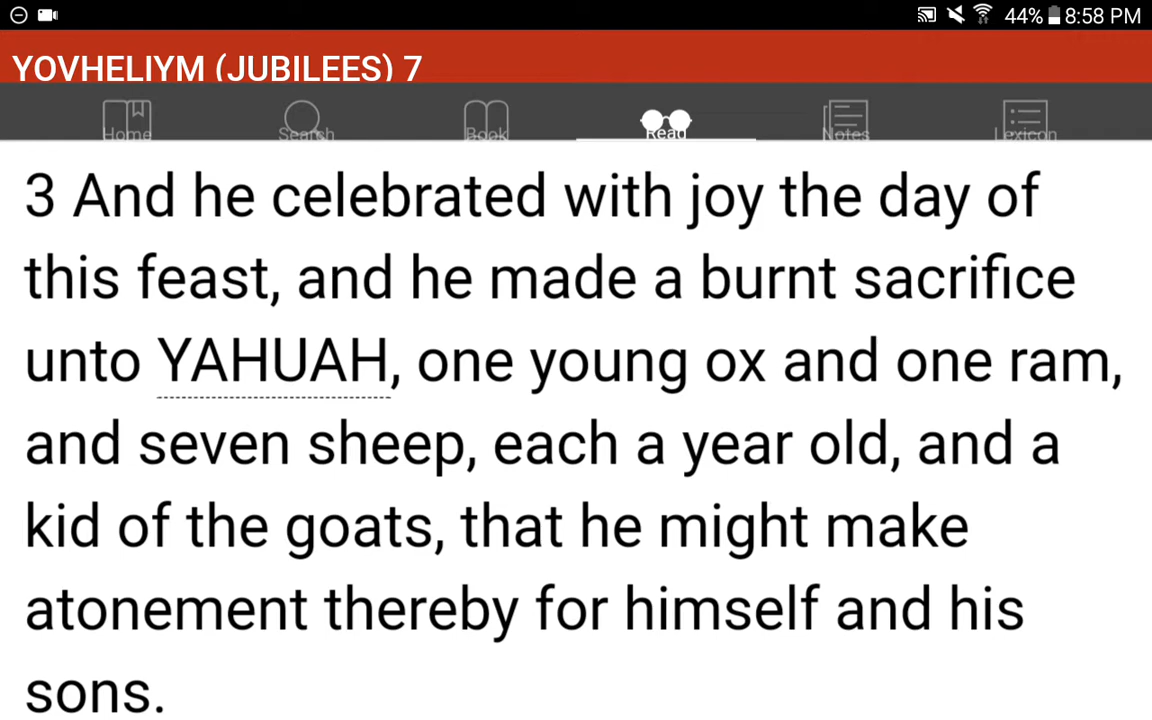 44% 8:58 PM
YOVHELIYM (JUBILEES) 7
Home Search Book Read Notes Lexicon
3 And he celebrated with joy the day of
this feast, and he made a burnt sacrifice
unto YAHUAH, one young ox and one ram,
and seven sheep, each a year old, and a
kid of the goats, that he might make
atonement thereby for himself and his
sons.